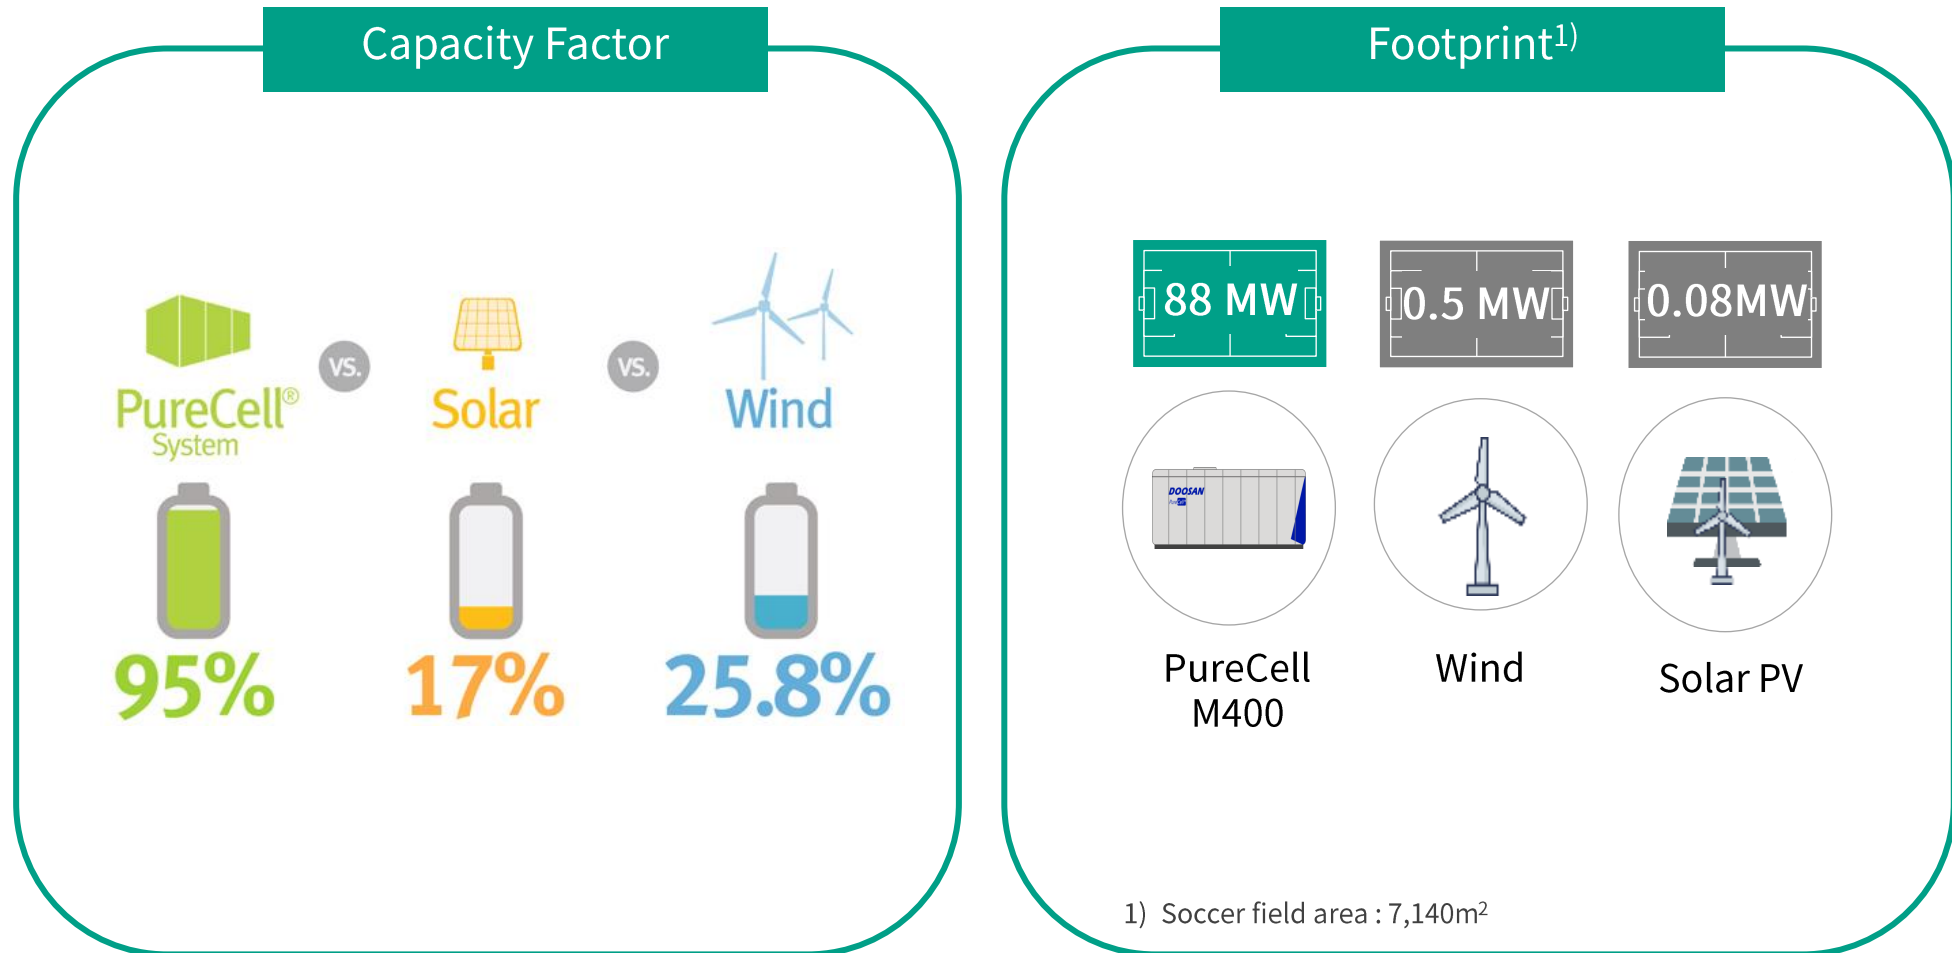 Capacity Factor
VS.
VS.
PureCell®
System
Solar
Wind
95%
17%
25.8%
Footprint1)
88 MW
0.5 MW
0.08MW
DOOSAN
PureCell
M400
Wind
Solar PV
1) Soccer field area : 7,140m2